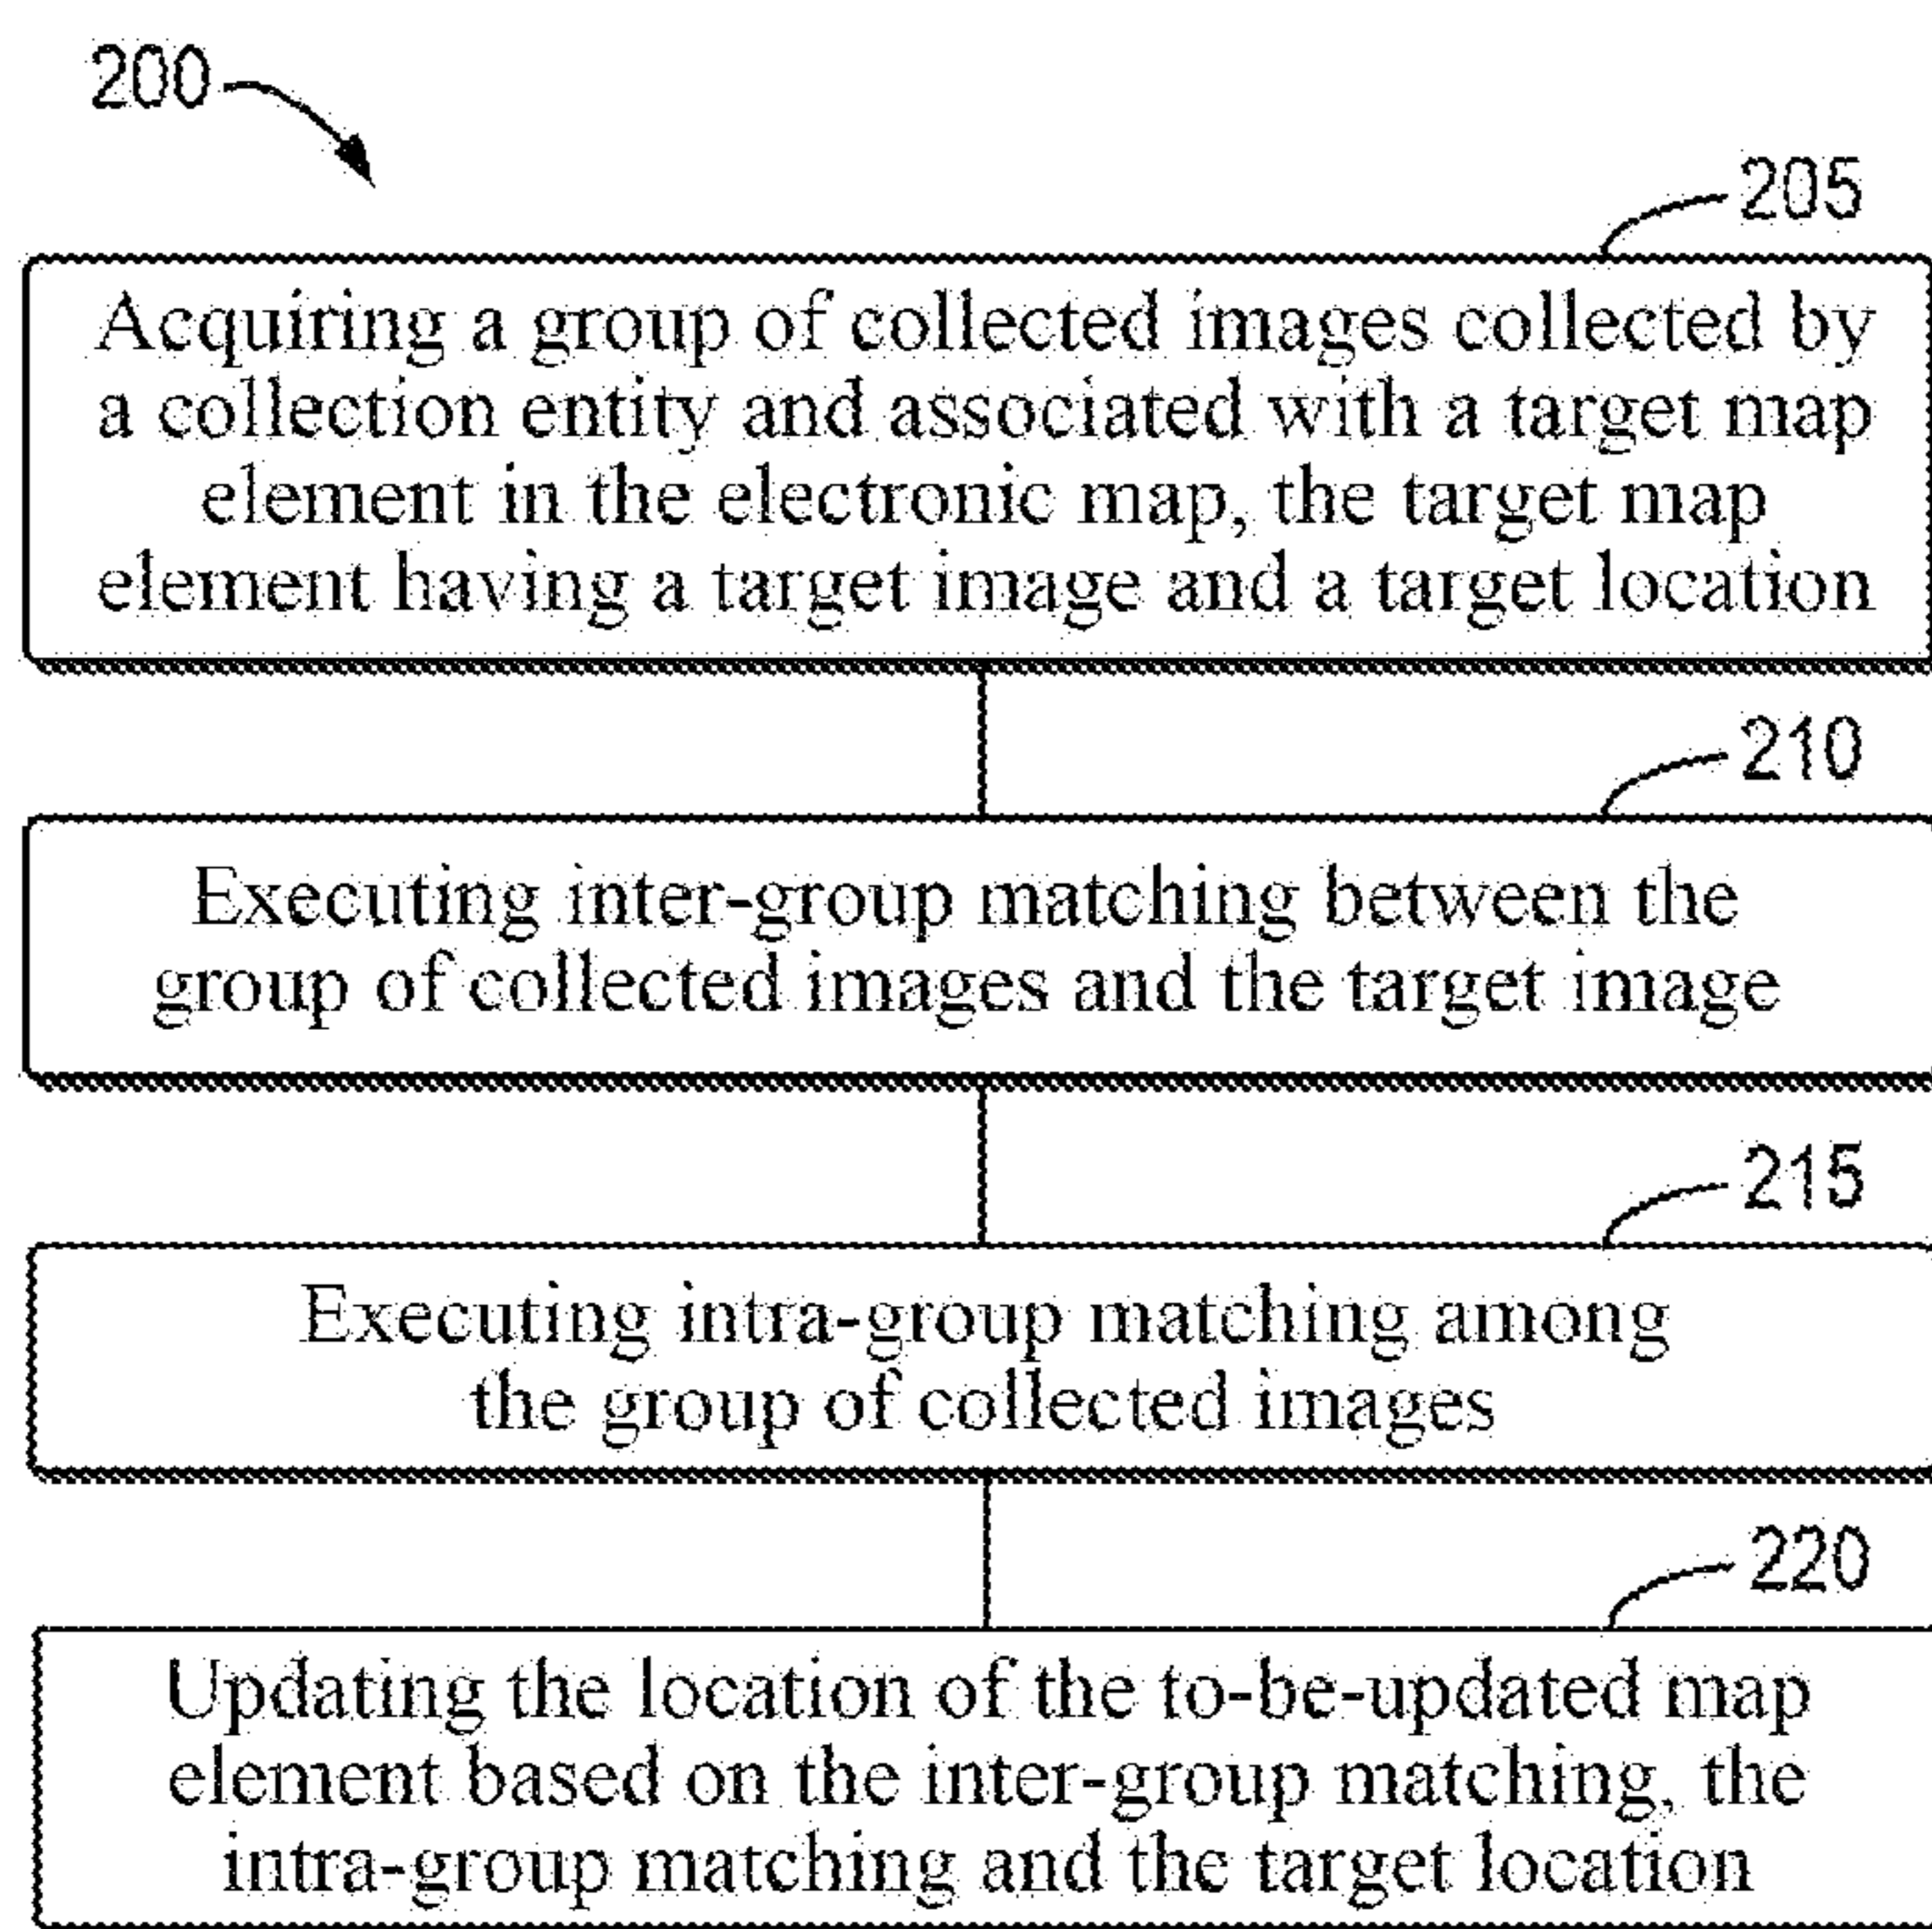 200
205
Acquiring a group of collected images collected by
a collection entity and associated with a target map
element in the electronic map, the target map
element having a target image and a target location
210
Executing inter-group matching between the
group of collected images and the target image
215
Executing intra-group matching among
the group of collected images
220
Updating the location of the to-be-updated map
element based on the inter-group matching, the
intra-group matching and the target location